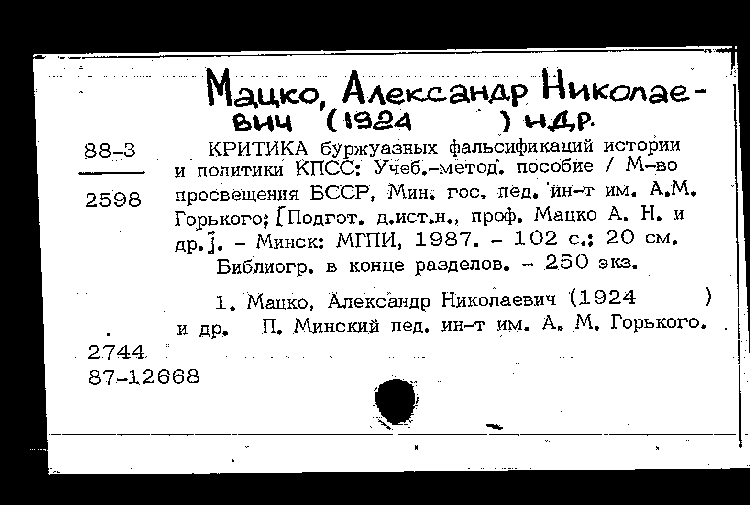 Мацко, Александр Николае-
вич (1924 ) и др.
88-3
2598
КРИТИКА буржуазных фальсификаций истории
и политики КПСС: Учеб.-метод. пособие / М-во
просвещения БССР, Мин. гос. пед. ин-т им. А.М.
Горького; [Подгот. д.ист.н., проф. Мацко А. Н. и
др.]. - Минск: МГПИ, 1987. - 102 с.; 20 см.
Библиогр. в конце разделов. - 250 экз.
1. Мацко, Александр Николаевич (1924 )
и др. П. Минский пед. ин-т им. А. М. Горького.
2744
87-12668